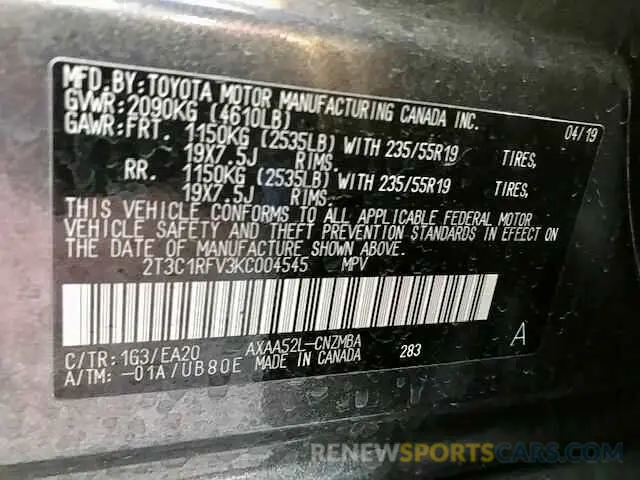 MFD.BY:TOYOTA MOTOR MANUFACTURING CANADA INC.
GVWR:2090KG (4610LB) 04/19
GAWR:FRT. 1150KG (2535LB) WITH 235/55R19 TIRES,
19X7.5J RIMS,
RR. 1150KG (2535LB) WITH 235/55R19 TIRES,
19X7.5J RIMS.
THIS VEHICLE CONFORMS TO ALL APPLICABLE FEDERAL MOTOR
VEHICLE SAFETY AND THEFT PREVENTION STANDARDS IN EFFECT ON
THE DATE OF MANUFACTURE SHOWN ABOVE.
2T3C1RFV3KC004545 MPV
C/TR:1G3/EA20 AXAA52L-CNZMBA A
A/TM:-01A/UB80E MADE IN CANADA 283
RENEWSPORTSCARS.COM